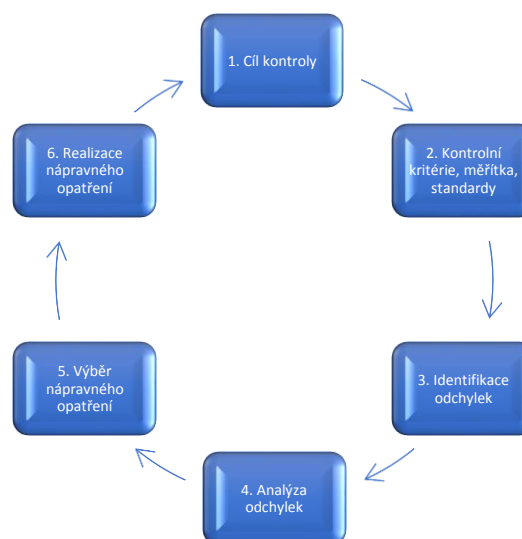 1. Cíl kontroly
2. Kontrolní
kritérie, měřítka,
standardy
3. Identifikace
odchylek
4. Analýza
odchylek
5. Výběr
nápravného
opatření
6. Realizace
nápravného
opatření